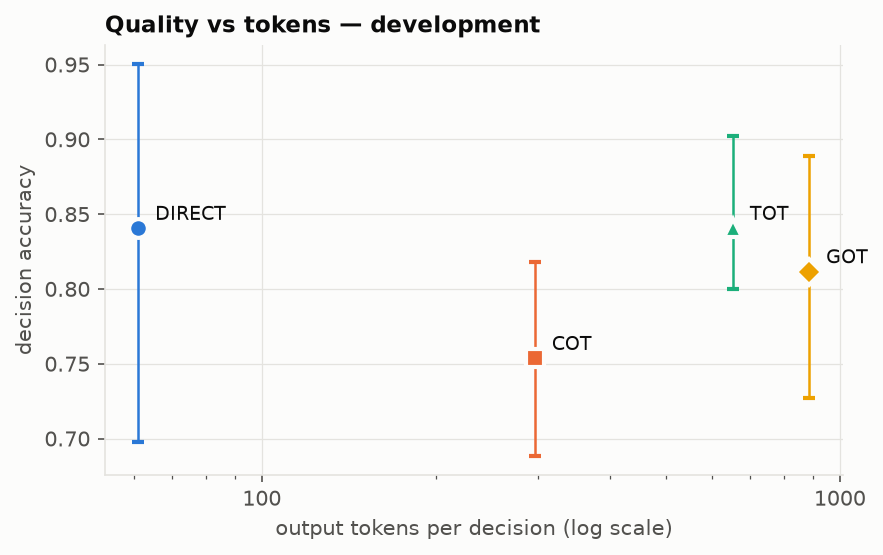 Quality vs tokens — development
0.95
0.90
0.85
0.80
0.75
0.70
decision accuracy
DIRECT
COT
TOT
GOT
100
1000
output tokens per decision (log scale)